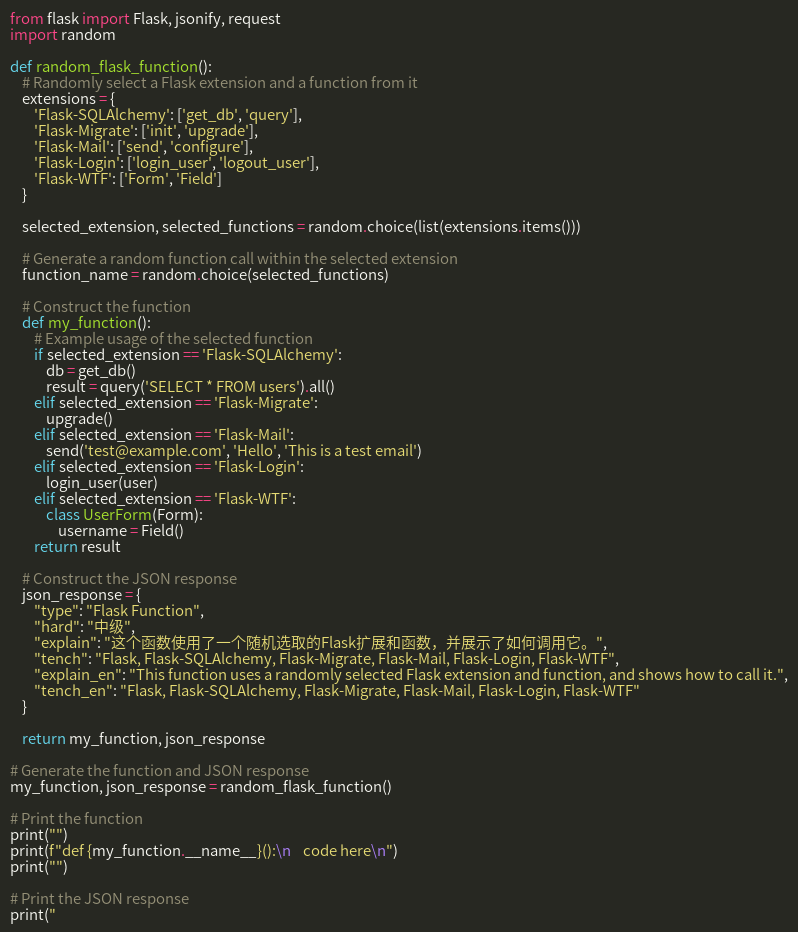 from flask import Flask, jsonify, request
import random

def random_flask_function():
    # Randomly select a Flask extension and a function from it
    extensions = {
        'Flask-SQLAlchemy': ['get_db', 'query'],
        'Flask-Migrate': ['init', 'upgrade'],
        'Flask-Mail': ['send', 'configure'],
        'Flask-Login': ['login_user', 'logout_user'],
        'Flask-WTF': ['Form', 'Field']
    }

    selected_extension, selected_functions = random.choice(list(extensions.items()))

    # Generate a random function call within the selected extension
    function_name = random.choice(selected_functions)

    # Construct the function
    def my_function():
        # Example usage of the selected function
        if selected_extension == 'Flask-SQLAlchemy':
            db = get_db()
            result = query('SELECT * FROM users').all()
        elif selected_extension == 'Flask-Migrate':
            upgrade()
        elif selected_extension == 'Flask-Mail':
            send('test@example.com', 'Hello', 'This is a test email')
        elif selected_extension == 'Flask-Login':
            login_user(user)
        elif selected_extension == 'Flask-WTF':
            class UserForm(Form):
                username = Field()
        return result

    # Construct the JSON response
    json_response = {
        "type": "Flask Function",
        "hard": "中级",
        "explain": "这个函数使用了一个随机选取的Flask扩展和函数，并展示了如何调用它。",
        "tench": "Flask, Flask-SQLAlchemy, Flask-Migrate, Flask-Mail, Flask-Login, Flask-WTF",
        "explain_en": "This function uses a randomly selected Flask extension and function, and shows how to call it.",
        "tench_en": "Flask, Flask-SQLAlchemy, Flask-Migrate, Flask-Mail, Flask-Login, Flask-WTF"
    }

    return my_function, json_response

# Generate the function and JSON response
my_function, json_response = random_flask_function()

# Print the function
print("")
print(f"def {my_function.__name__}():\n    code here\n")
print("")

# Print the JSON response
print("